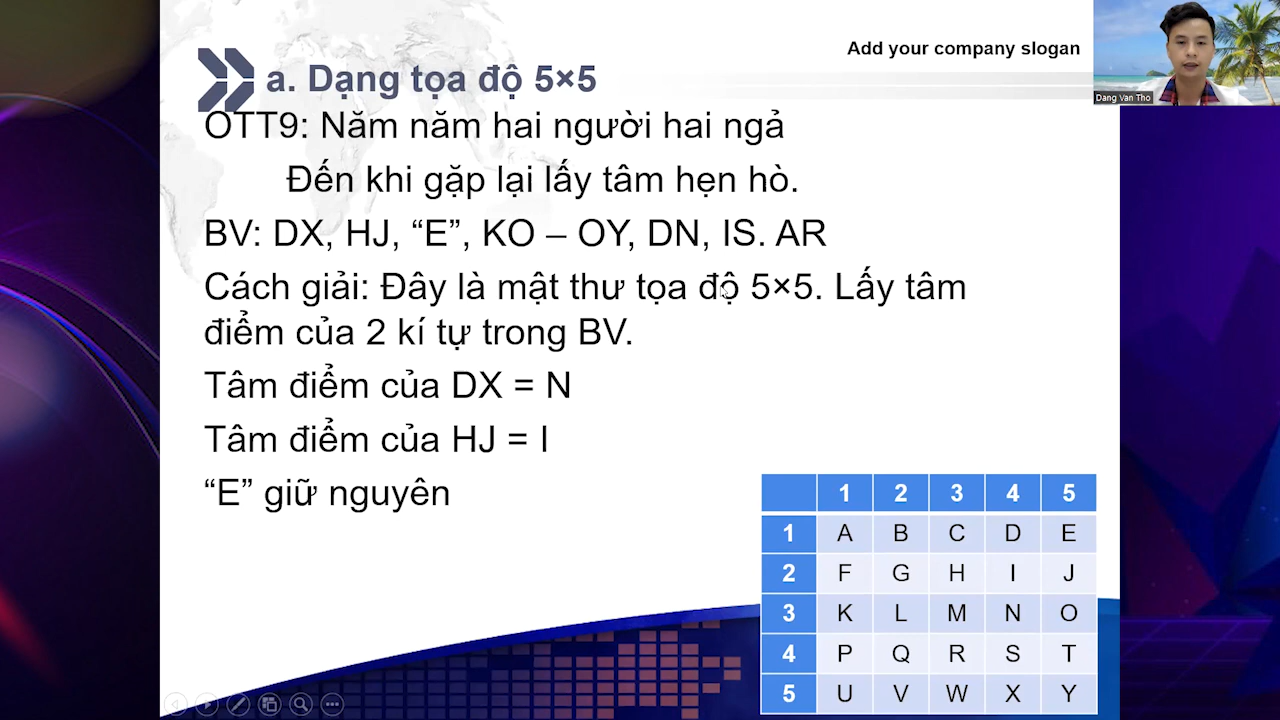 Add your company slogan
a. Dạng tọa độ 5×5
OTT9: Năm năm hai người hai ngả
Đến khi gặp lại lấy tâm hẹn hò.
BV: DX, HJ, “E”, KO – OY, DN, IS. AR
Cách giải: Đây là mật thư tọa độ 5×5. Lấy tâm
điểm của 2 kí tự trong BV.
Tâm điểm của DX = N
Tâm điểm của HJ = I
“E” giữ nguyên
1 2 3 4 5
1 A B C D E
2 F G H I J
3 K L M N O
4 P Q R S T
5 U V W X Y
Dang Van Tho